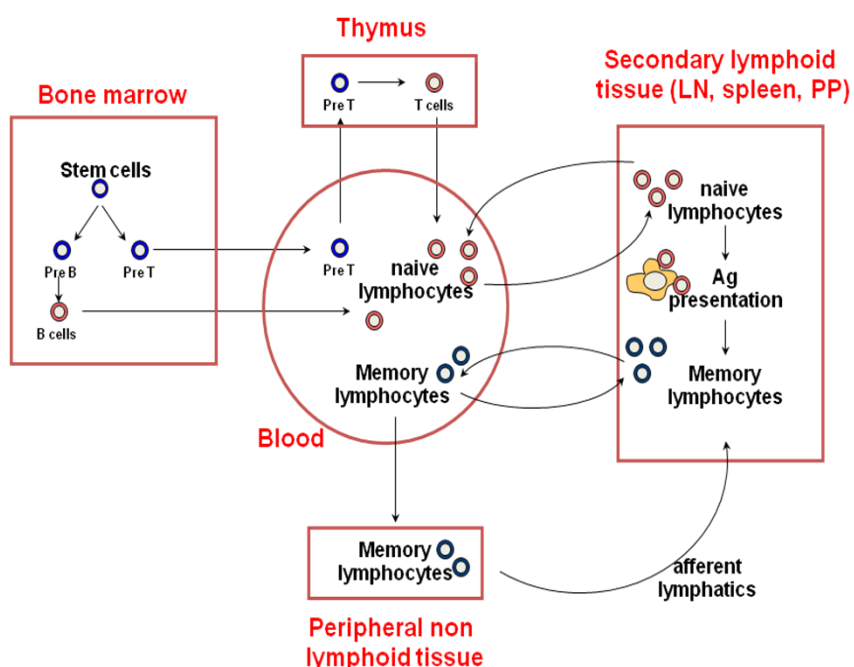 Thymus
Pre T
T cells
Bone marrow
Stem cells
Pre B
Pre T
B cells
Pre T
naive
lymphocytes
Memory
lymphocytes
Blood
Secondary lymphoid
tissue (LN, spleen, PP)
naive
lymphocytes
Ag
presentation
Memory
lymphocytes
Memory
lymphocytes
afferent
lymphatics
Peripheral non
lymphoid tissue